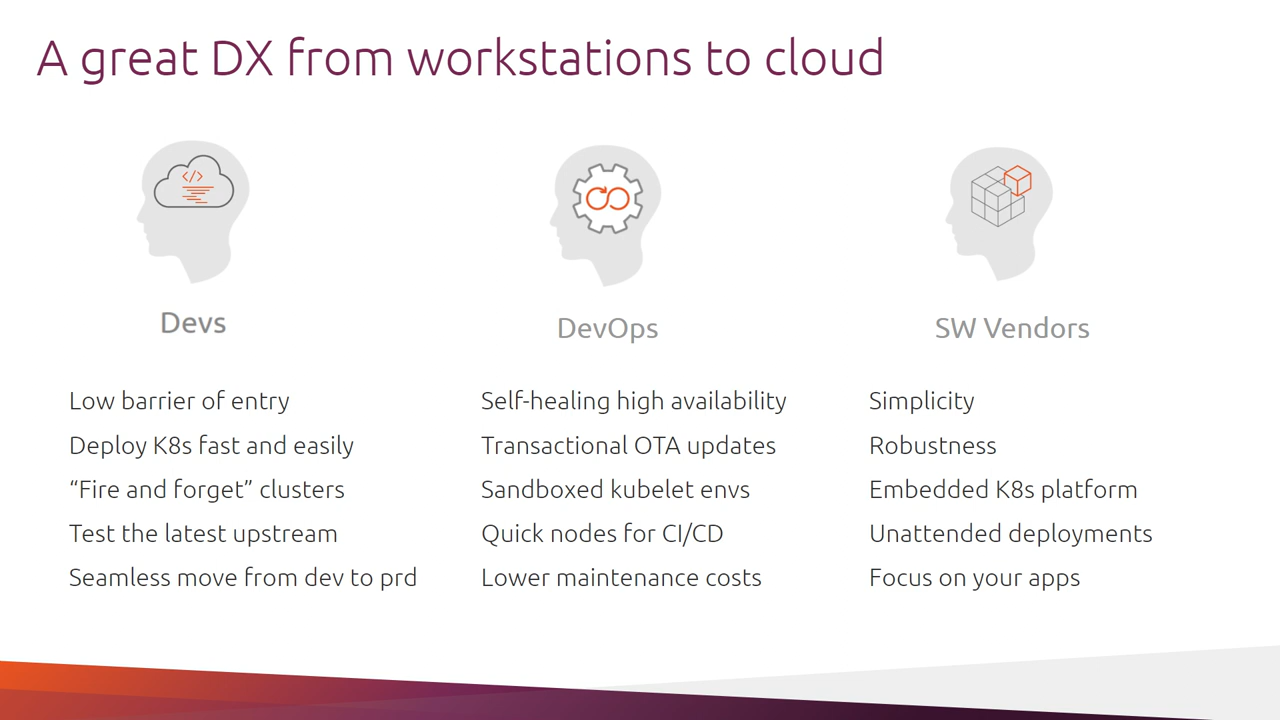 A great DX from workstations to cloud
</>
Devs
DevOps
SW Vendors
Low barrier of entry
Deploy K8s fast and easily
“Fire and forget” clusters
Test the latest upstream
Seamless move from dev to prd
Self-healing high availability
Transactional OTA updates
Sandboxed kubelet envs
Quick nodes for CI/CD
Lower maintenance costs
Simplicity
Robustness
Embedded K8s platform
Unattended deployments
Focus on your apps